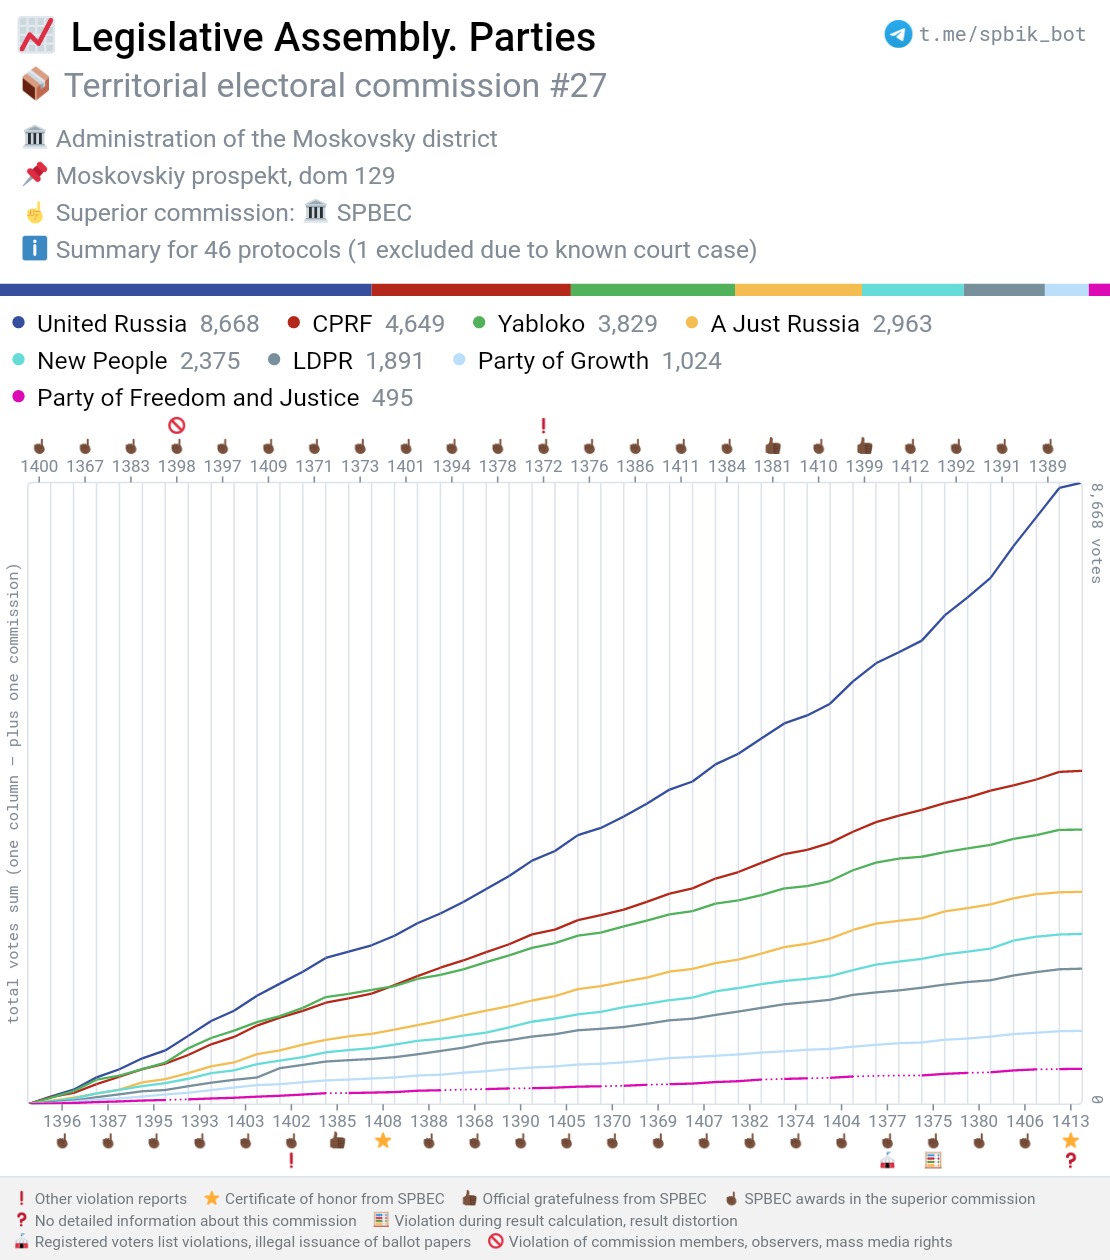 Legislative Assembly. Parties
t.me/spbik_bot
Territorial electoral commission #27
Administration of the Moskovsky district
Moskovskiy prospekt, dom 129
Superior commission: SPBEC
Summary for 46 protocols (1 excluded due to known court case)
United Russia 8,668 CPRF 4,649 Yabloko 3,829 A Just Russia 2,963
New People 2,375 LDPR 1,891 Party of Growth 1,024
Party of Freedom and Justice 495
1400 1367 1383 1398 1397 1409 1371 1373 1401 1394 1378 1372 1376 1386 1411 1384 1381 1410 1399 1412 1392 1391 1389
8,668 votes
total votes sum (one column – plus one commission)
0
1396 1387 1395 1393 1403 1402 1385 1408 1388 1368 1390 1405 1370 1369 1407 1382 1374 1404 1377 1375 1380 1406 1413
Other violation reports Certificate of honor from SPBEC Official gratefulness from SPBEC SPBEC awards in the superior commission
No detailed information about this commission Violation during result calculation, result distortion
Registered voters list violations, illegal issuance of ballot papers Violation of commission members, observers, mass media rights